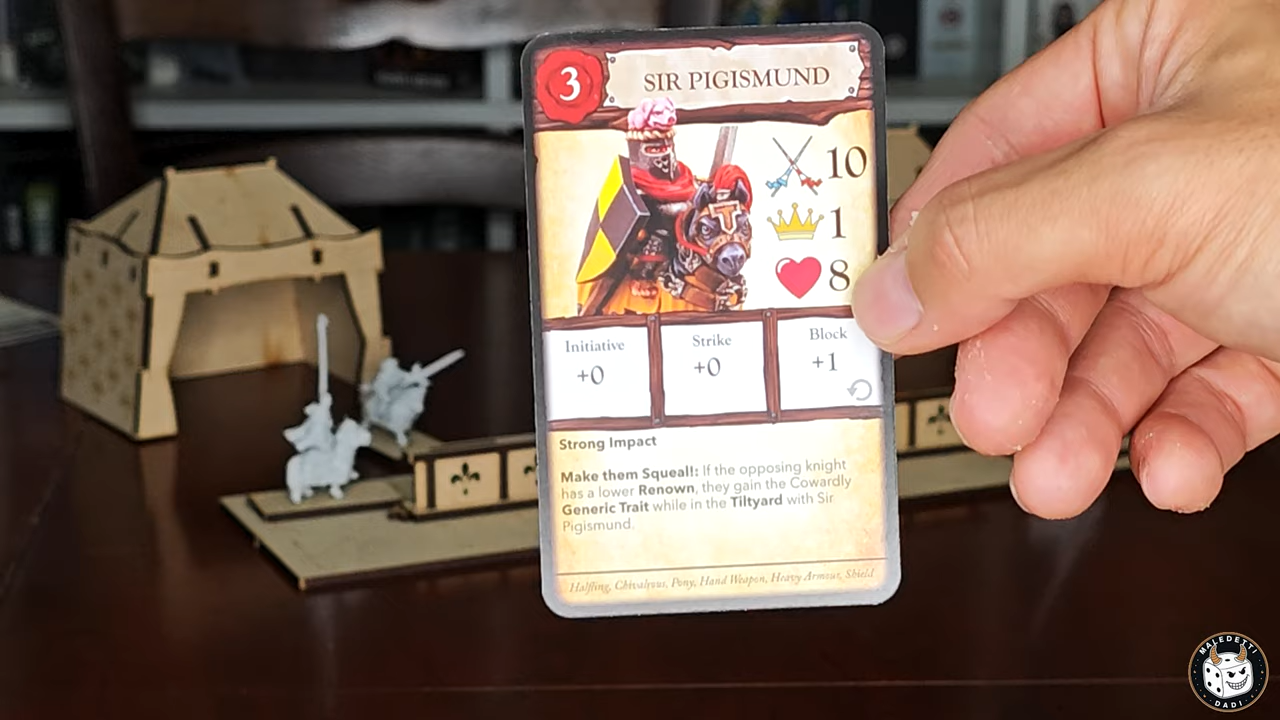 3
SIR PIGISMUND
10
1
8
Initiative
+0
Strike
+0
Block
+1
Strong Impact
Make them Squeal!: If the opposing knight
has a lower Renown, they gain the Cowardly
Generic Trait while in the Tiltyard with Sir
Pigismund.
Halfling, Chivalrous, Pony, Hand Weapon, Heavy Armour, Shield
MALEDETTI
DADI